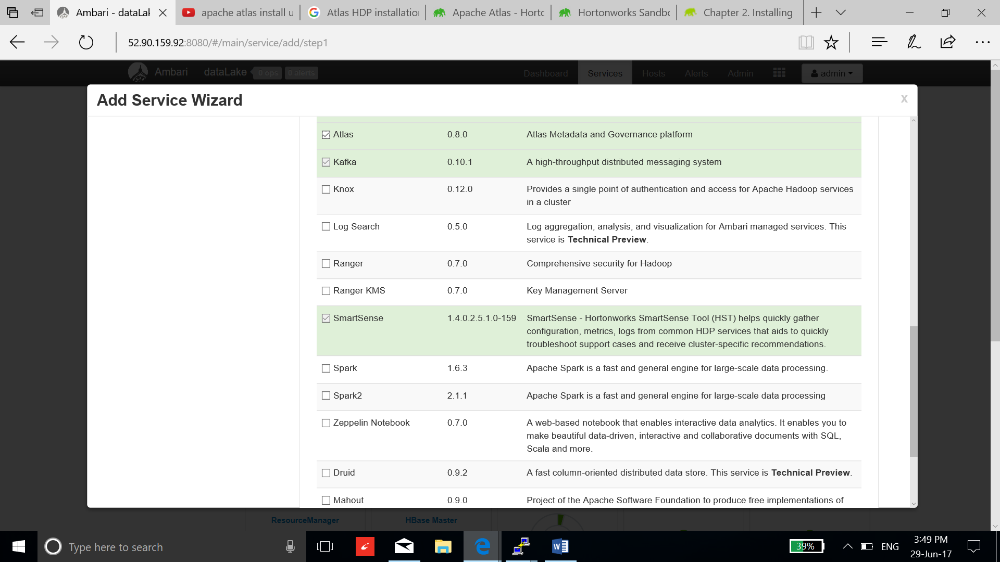 Ambari - dataLak
apache atlas install u
Atlas HDP installation
Apache Atlas - Horto
Hortonworks Sandbo
Chapter 2. Installing
52.90.159.92:8080/#/main/service/add/step1
Ambari dataLake 0 ops 0 alerts Dashboard Services Hosts Alerts Admin admin
Add Service Wizard
x
Atlas 0.8.0 Atlas Metadata and Governance platform
Kafka 0.10.1 A high-throughput distributed messaging system
Knox 0.12.0 Provides a single point of authentication and access for Apache Hadoop services
in a cluster
Log Search 0.5.0 Log aggregation, analysis, and visualization for Ambari managed services. This
service is Technical Preview.
Ranger 0.7.0 Comprehensive security for Hadoop
Ranger KMS 0.7.0 Key Management Server
SmartSense 1.4.0.2.5.1.0-159 SmartSense - Hortonworks SmartSense Tool (HST) helps quickly gather
configuration, metrics, logs from common HDP services that aids to quickly
troubleshoot support cases and receive cluster-specific recommendations.
Spark 1.6.3 Apache Spark is a fast and general engine for large-scale data processing.
Spark2 2.1.1 Apache Spark is a fast and general engine for large-scale data processing
Zeppelin Notebook 0.7.0 A web-based notebook that enables interactive data analytics. It enables you to
make beautiful data-driven, interactive and collaborative documents with SQL,
Scala and more.
Druid 0.9.2 A fast column-oriented distributed data store. This service is Technical Preview.
Mahout 0.9.0 Project of the Apache Software Foundation to produce free implementations of
ResourceManager HBase Master
Type here to search
39%
ENG
3:49 PM
29-Jun-17